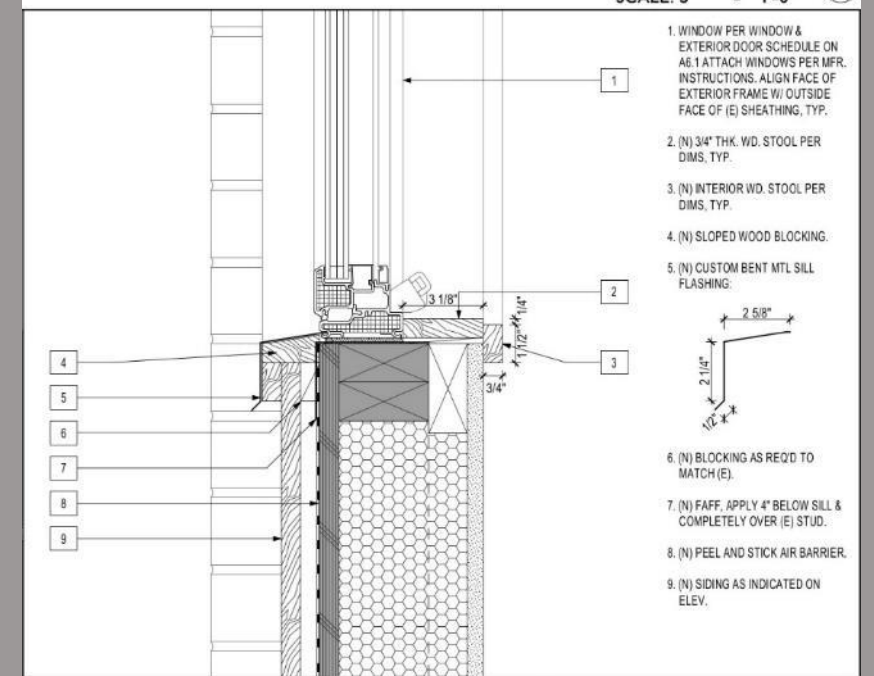 1. WINDOW PER WINDOW &
EXTERIOR DOOR SCHEDULE ON
A6.1 ATTACH WINDOWS PER MFR.
INSTRUCTIONS. ALIGN FACE OF
EXTERIOR FRAME W/ OUTSIDE
FACE OF (E) SHEATHING, TYP.
2. (N) 3/4" THK. WD. STOOL PER
DIMS, TYP.
3. (N) INTERIOR WD. STOOL PER
DIMS, TYP.
4. (N) SLOPED WOOD BLOCKING.
5. (N) CUSTOM BENT MTL SILL
FLASHING:
2 5/8"
2 1/4"
1/2"
6. (N) BLOCKING AS REQ'D TO
MATCH (E).
7. (N) FAFF, APPLY 4" BELOW SILL &
COMPLETELY OVER (E) STUD.
8. (N) PEEL AND STICK AIR BARRIER.
9. (N) SIDING AS INDICATED ON
ELEV.
1
2
3
3 1/8"
1/4"
1 1/2"
3/4"
4
5
6
7
8
9